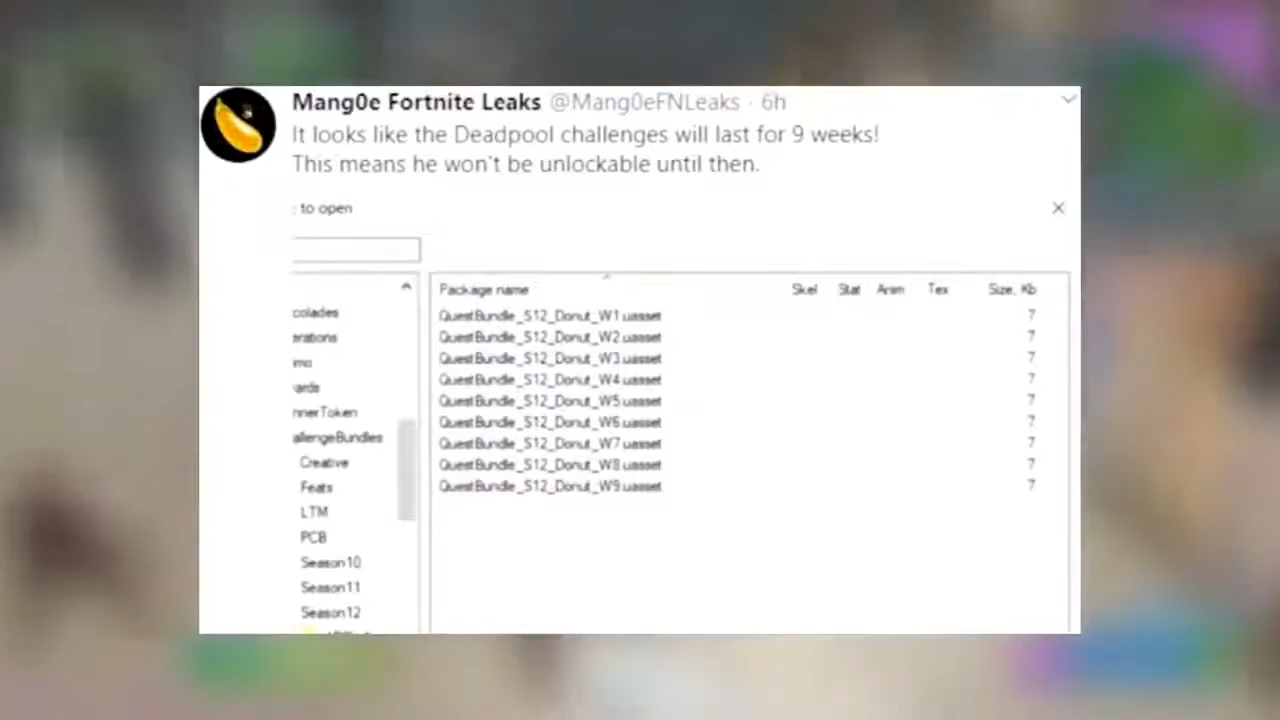 Mang0e Fortnite Leaks @Mang0eFNLeaks · 6h
It looks like the Deadpool challenges will last for 9 weeks!
This means he won't be unlockable until then.
: to open
Package name Skel Stat Anim Tex Size, Kb
colades
QuestBundle_S12_Donut_W1.uasset 7
erations
QuestBundle_S12_Donut_W2.uasset 7
mo
QuestBundle_S12_Donut_W3.uasset 7
ards
QuestBundle_S12_Donut_W4.uasset 7
QuestBundle_S12_Donut_W5.uasset 7
nnerToken
QuestBundle_S12_Donut_W6.uasset 7
allengeBundles
QuestBundle_S12_Donut_W7.uasset 7
Creative
QuestBundle_S12_Donut_W8.uasset 7
Feats
QuestBundle_S12_Donut_W9.uasset 7
LTM
PCB
Season10
Season11
Season12